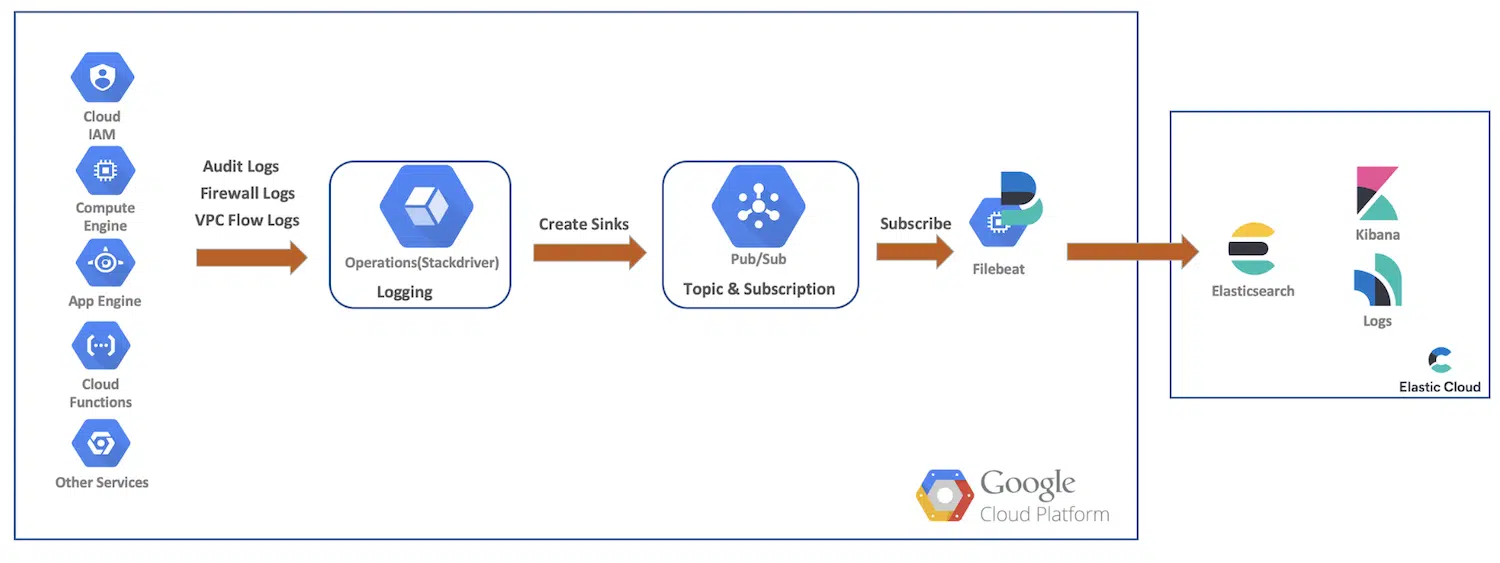 Cloud
IAM
Compute
Engine
App Engine
Cloud
Functions
Other Services
Audit Logs
Firewall Logs
VPC Flow Logs
Operations(Stackdriver)
Logging
Create Sinks
Pub/Sub
Topic & Subscription
Subscribe
Filebeat
Google
Cloud Platform
Elasticsearch
Kibana
Logs
Elastic Cloud